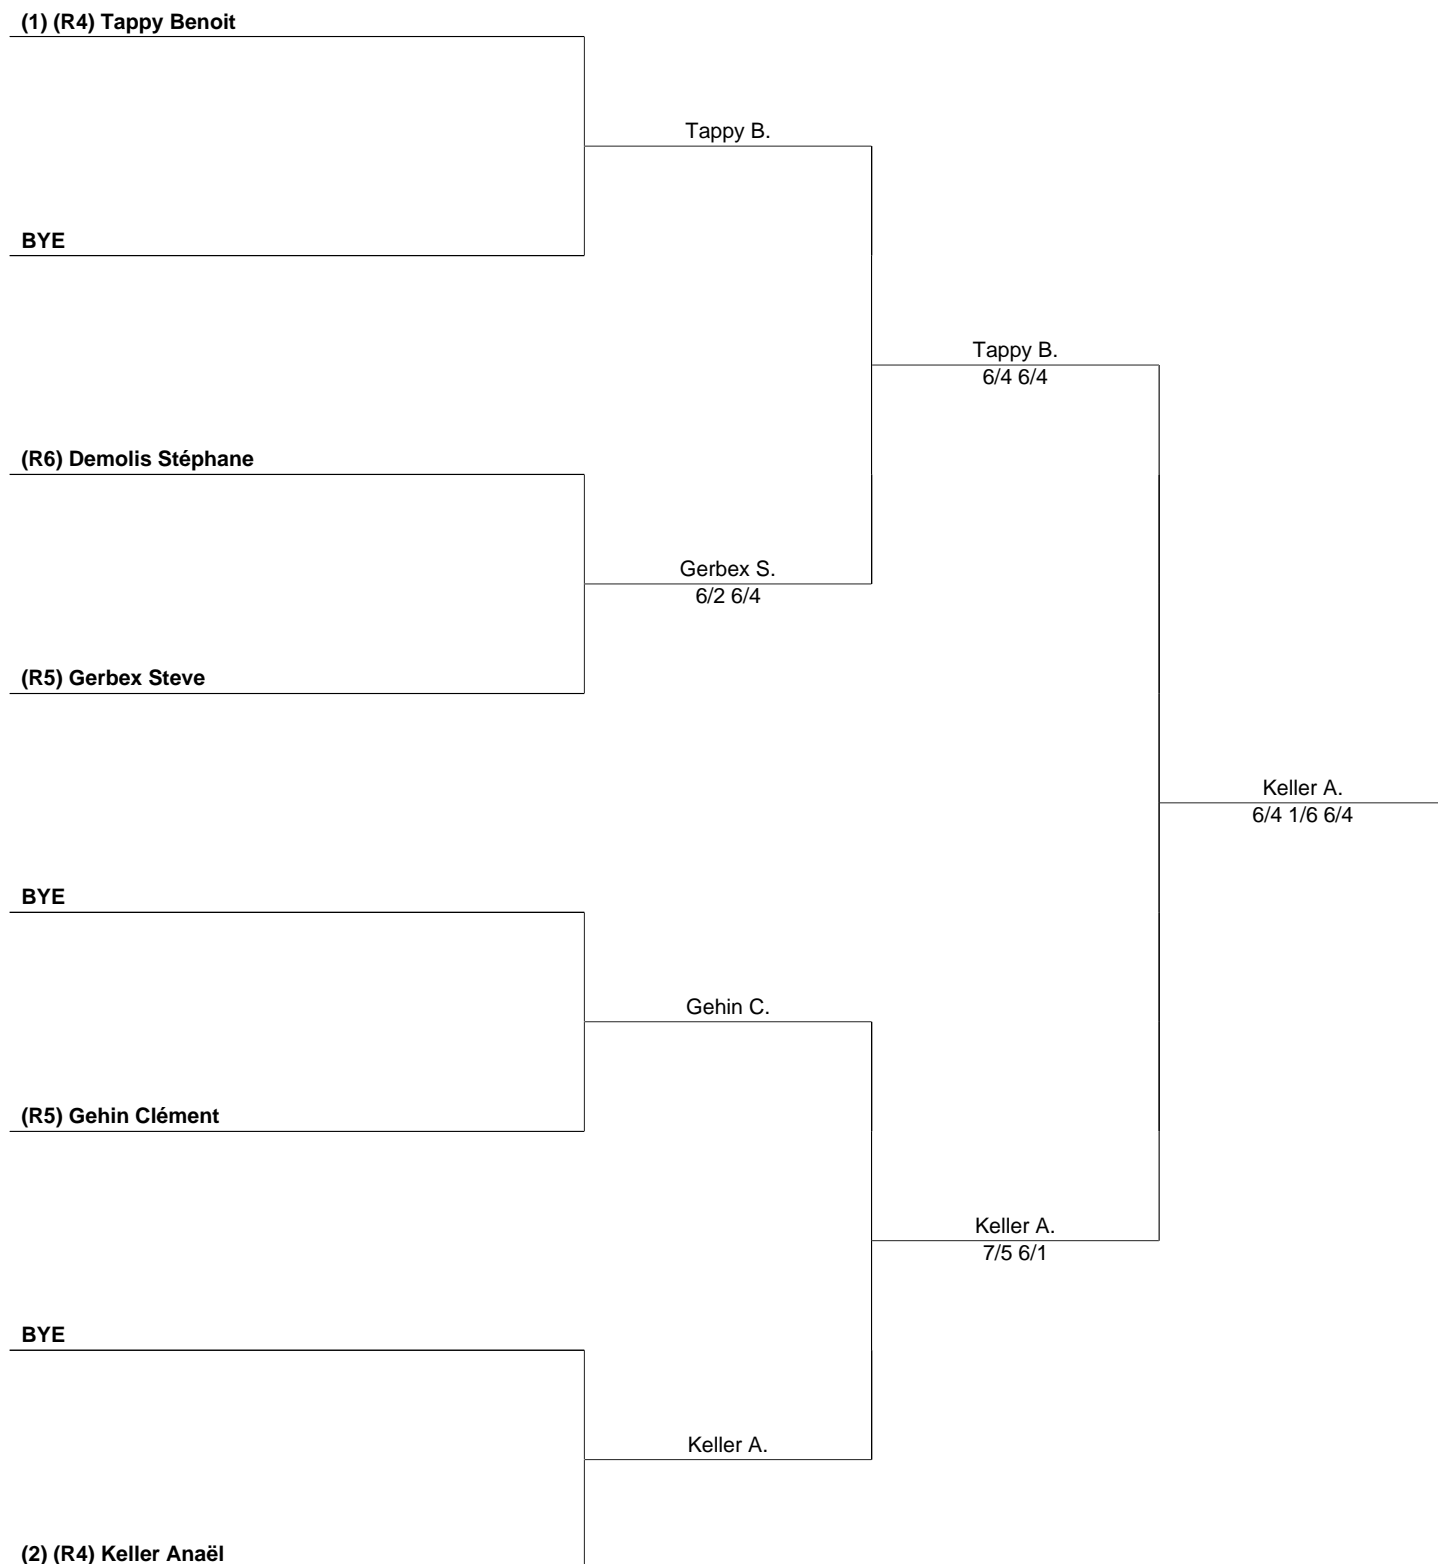 (1) (R4) Tappy Benoit
Tappy B.
BYE
Tappy B.
6/4 6/4
(R6) Demolis Stéphane
Gerbex S.
6/2 6/4
(R5) Gerbex Steve
Keller A.
6/4 1/6 6/4
BYE
Gehin C.
(R5) Gehin Clément
Keller A.
7/5 6/1
BYE
Keller A.
(2) (R4) Keller Anaël